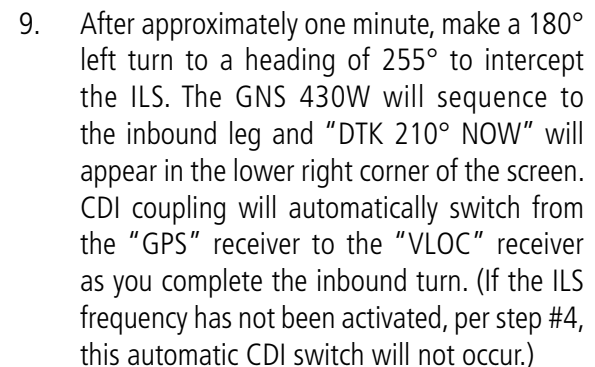 9. After approximately one minute, make a 180°
left turn to a heading of 255° to intercept
the ILS. The GNS 430W will sequence to
the inbound leg and “DTK 210° NOW” will
appear in the lower right corner of the screen.
CDI coupling will automatically switch from
the “GPS” receiver to the “VLOC” receiver
as you complete the inbound turn. (If the ILS
frequency has not been activated, per step #4,
this automatic CDI switch will not occur.)